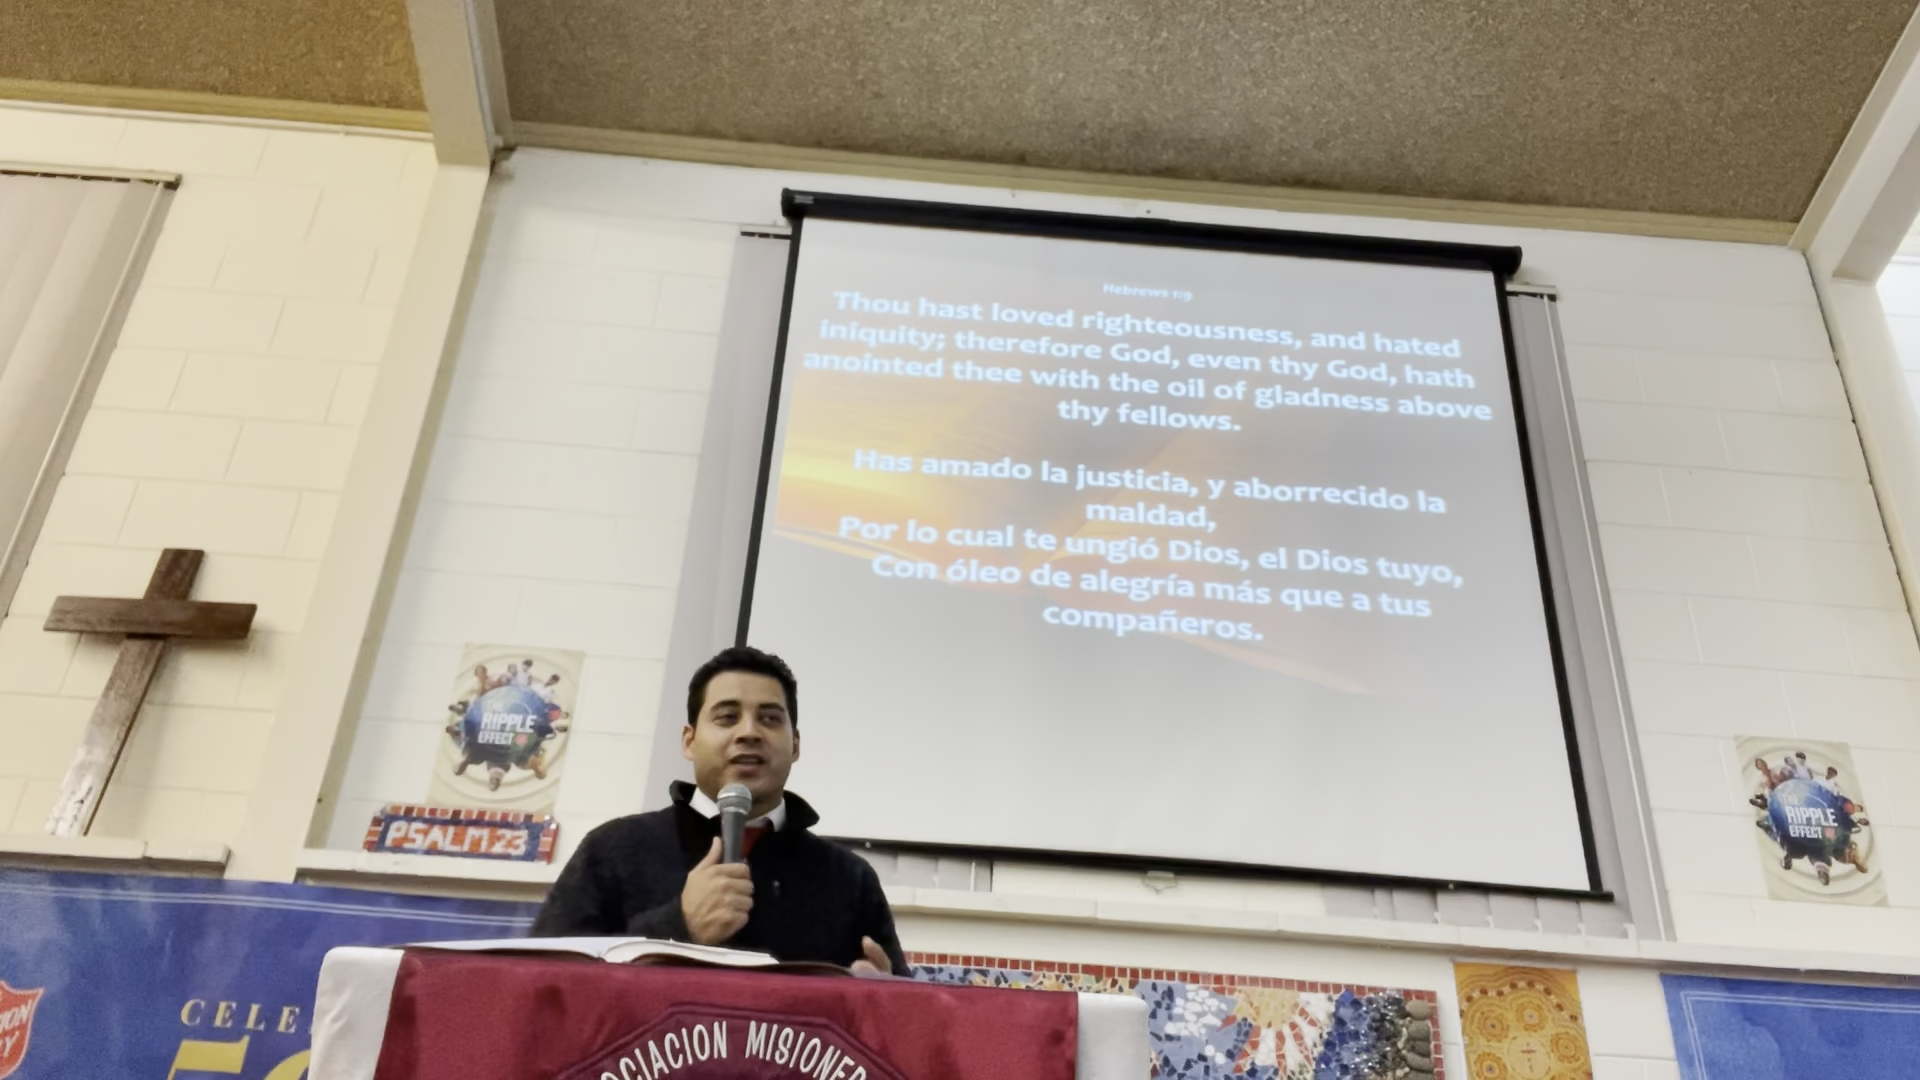 Hebrews 1:9
Thou hast loved righteousness, and hated
iniquity; therefore God, even thy God, hath
anointed thee with the oil of gladness above
thy fellows.
Has amado la justicia, y aborrecido la
maldad,
Por lo cual te ungió Dios, el Dios tuyo,
Con óleo de alegría más que a tus
compañeros.
THE
RIPPLE
EFFECT
PSALM 23
THE
RIPPLE
EFFECT
CELE
OCIACION MISIONER